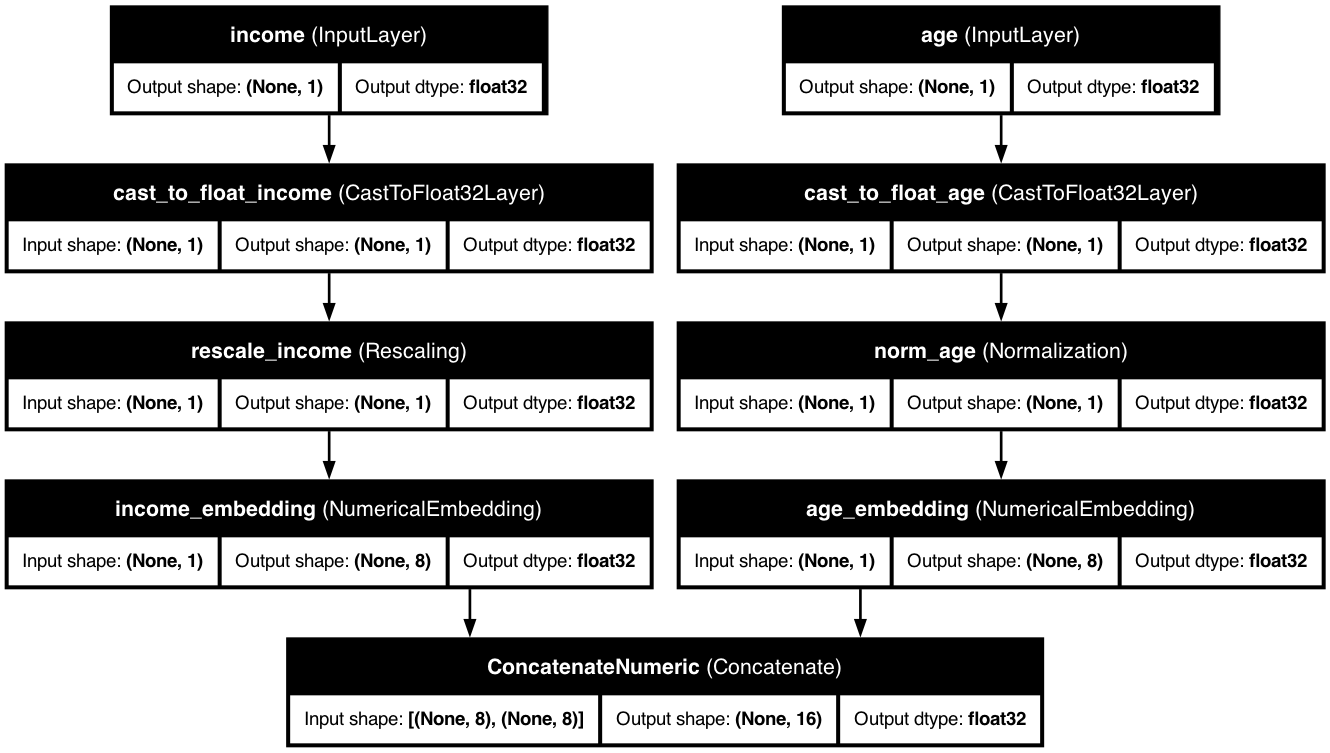 income (InputLayer)
Output shape: (None, 1) Output dtype: float32
age (InputLayer)
Output shape: (None, 1) Output dtype: float32
cast_to_float_income (CastToFloat32Layer)
Input shape: (None, 1) Output shape: (None, 1) Output dtype: float32
cast_to_float_age (CastToFloat32Layer)
Input shape: (None, 1) Output shape: (None, 1) Output dtype: float32
rescale_income (Rescaling)
Input shape: (None, 1) Output shape: (None, 1) Output dtype: float32
norm_age (Normalization)
Input shape: (None, 1) Output shape: (None, 1) Output dtype: float32
income_embedding (NumericalEmbedding)
Input shape: (None, 1) Output shape: (None, 8) Output dtype: float32
age_embedding (NumericalEmbedding)
Input shape: (None, 1) Output shape: (None, 8) Output dtype: float32
ConcatenateNumeric (Concatenate)
Input shape: [(None, 8), (None, 8)] Output shape: (None, 16) Output dtype: float32